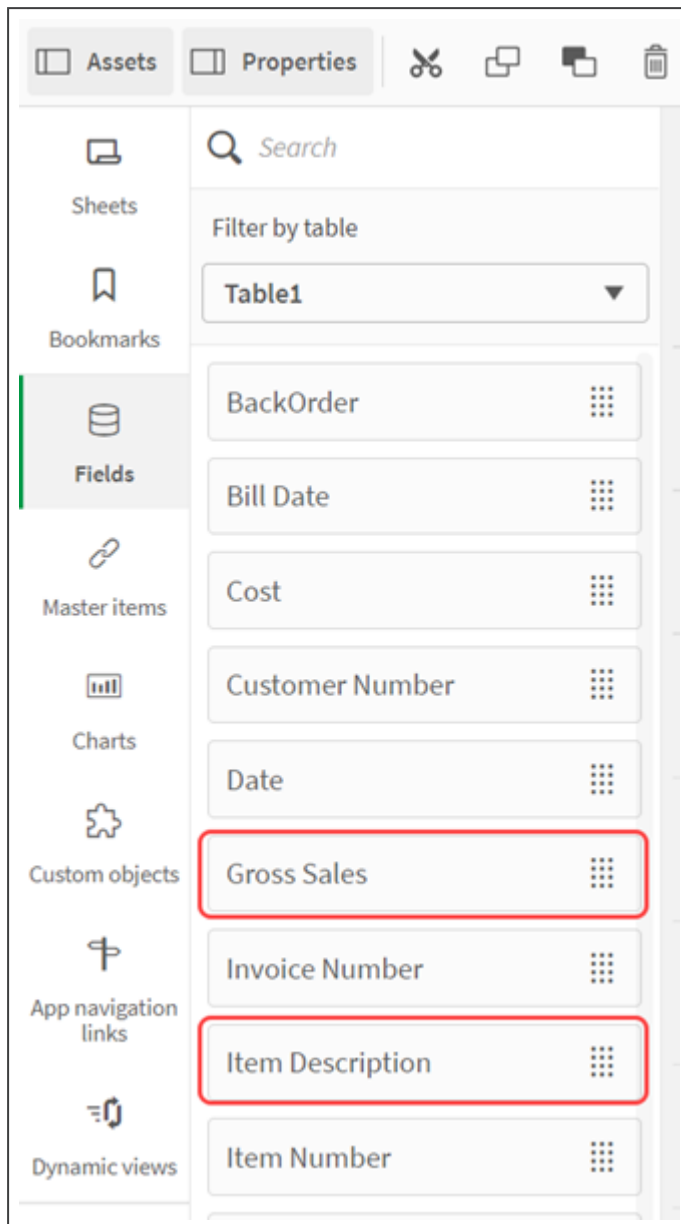 Assets
Properties
Sheets
Bookmarks
Fields
Master items
Charts
Custom objects
App navigation
links
Dynamic views
Search
Filter by table
Table1
BackOrder
Bill Date
Cost
Customer Number
Date
Gross Sales
Invoice Number
Item Description
Item Number